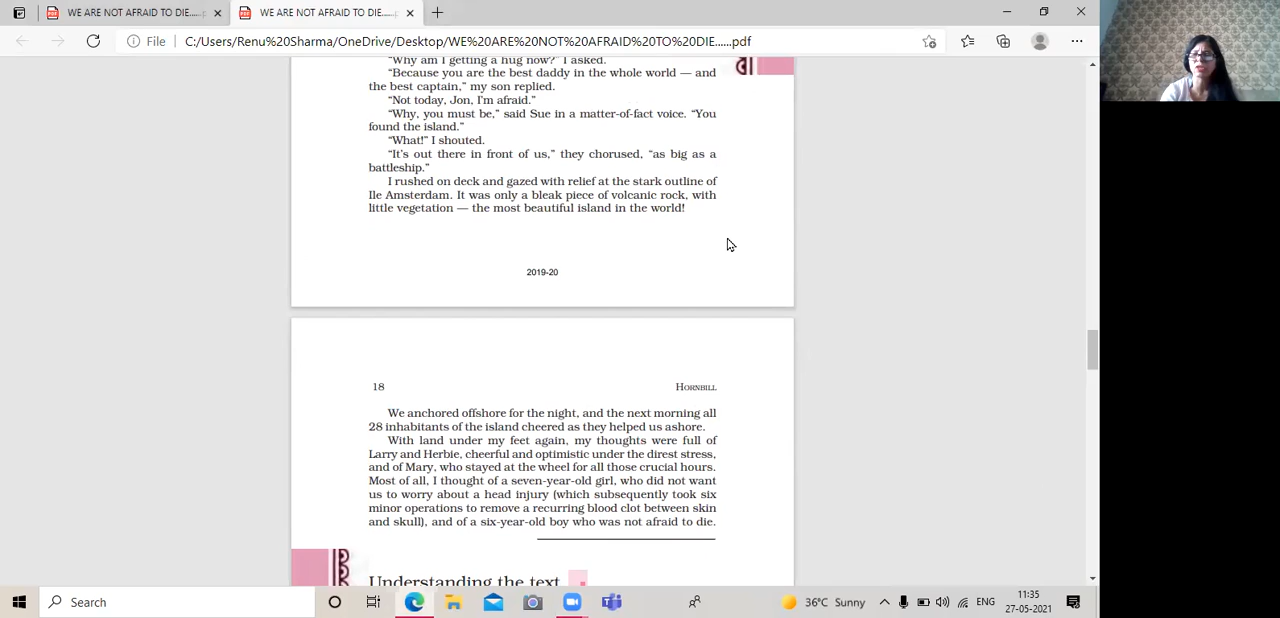 WE ARE NOT AFRAID TO DIE.....p
WE ARE NOT AFRAID TO DIE.....p
File
C:/Users/Renu%20Sharma/OneDrive/Desktop/WE%20ARE%20NOT%20AFRAID%20TO%20DIE......pdf
“Why am I getting a hug now?” I asked.
“Because you are the best daddy in the whole world — and
the best captain,” my son replied.
“Not today, Jon, I’m afraid.”
“Why, you must be,” said Sue in a matter-of-fact voice. “You
found the island.”
“What!” I shouted.
“It’s out there in front of us,” they chorused, “as big as a
battleship.”
I rushed on deck and gazed with relief at the stark outline of
Ile Amsterdam. It was only a bleak piece of volcanic rock, with
little vegetation — the most beautiful island in the world!
2019-20
18
HORNBILL
We anchored offshore for the night, and the next morning all
28 inhabitants of the island cheered as they helped us ashore.
With land under my feet again, my thoughts were full of
Larry and Herbie, cheerful and optimistic under the direst stress,
and of Mary, who stayed at the wheel for all those crucial hours.
Most of all, I thought of a seven-year-old girl, who did not want
us to worry about a head injury (which subsequently took six
minor operations to remove a recurring blood clot between skin
and skull), and of a six-year-old boy who was not afraid to die.
Understanding the text
Search
36°C Sunny
ENG
11:35
27-05-2021